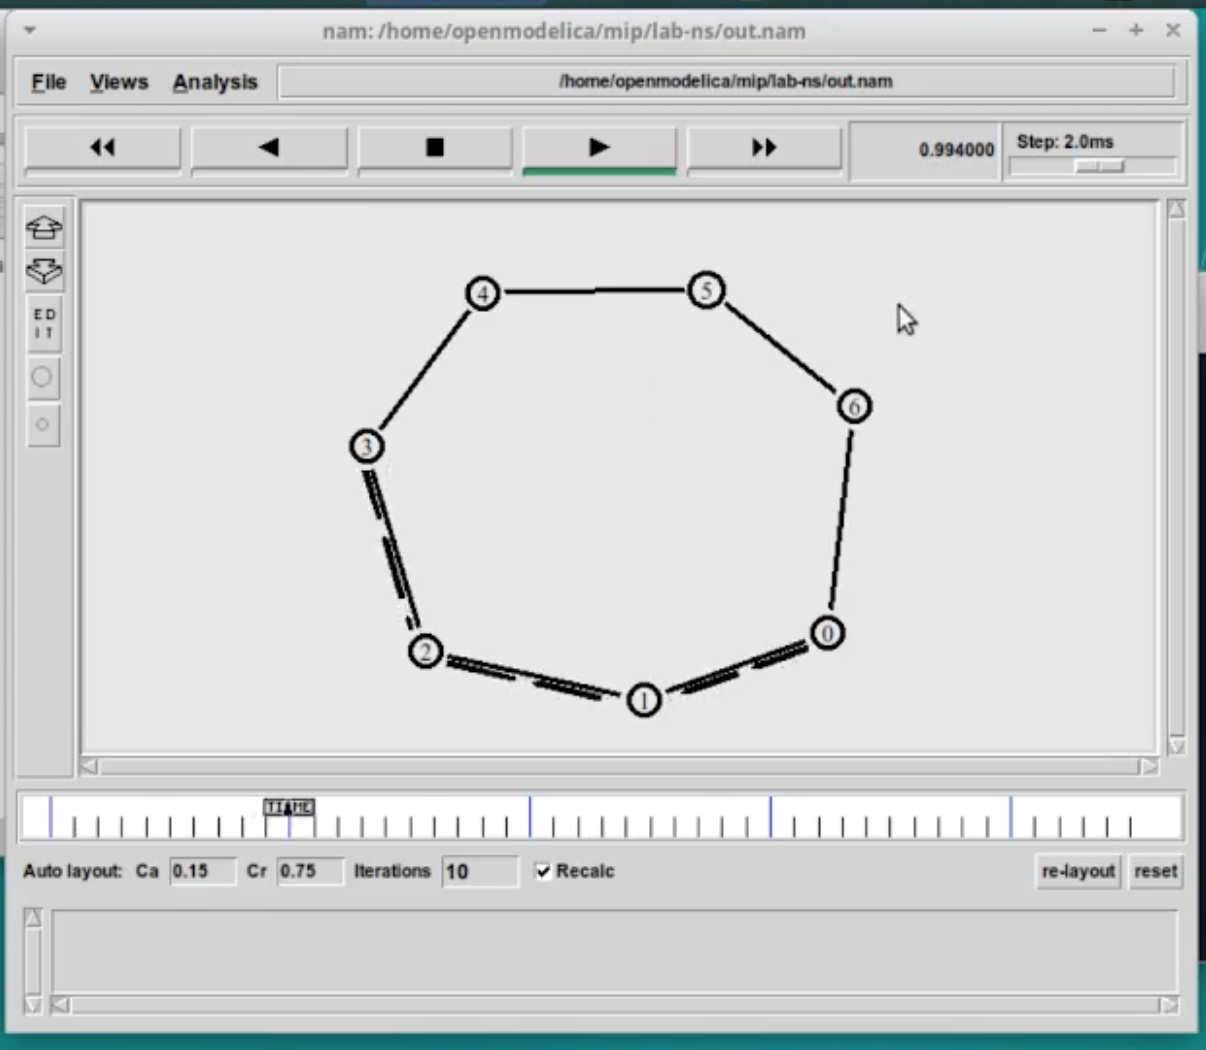 nam: /home/openmodelica/mip/lab-ns/out.nam
File Views Analysis /home/openmodelica/mip/lab-ns/out.nam
0.994000 Step: 2.0ms
ED
IT
4 5
6
3
0
2
1
TIME
Auto layout: Ca 0.15 Cr 0.75 Iterations 10 Recalc re-layout reset